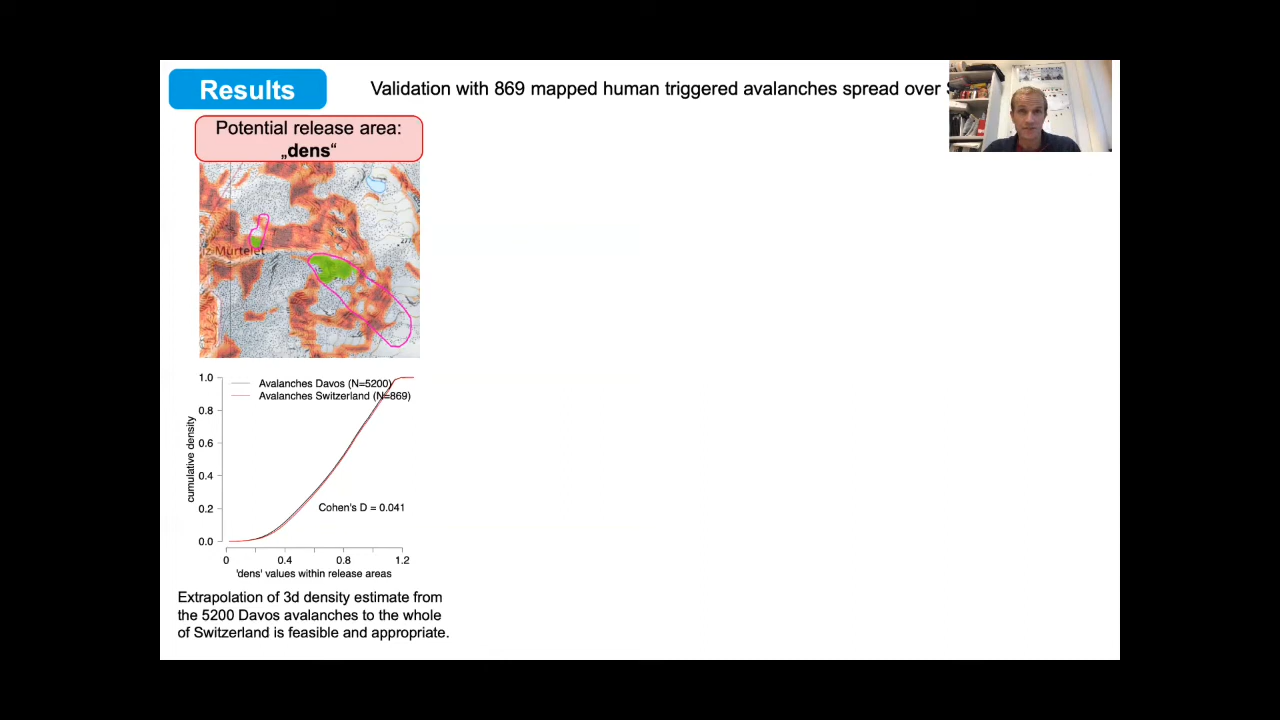 Results
Validation with 869 mapped human triggered avalanches spread over
Potential release area:
„dens“
277
iz Murtelet
1.0
0.8
0.6
0.4
0.2
0.0
cumulative density
Avalanches Davos (N=5200)
Avalanches Switzerland (N=869)
Cohen's D = 0.041
0 0.4 0.8 1.2
'dens' values within release areas
Extrapolation of 3d density estimate from
the 5200 Davos avalanches to the whole
of Switzerland is feasible and appropriate.